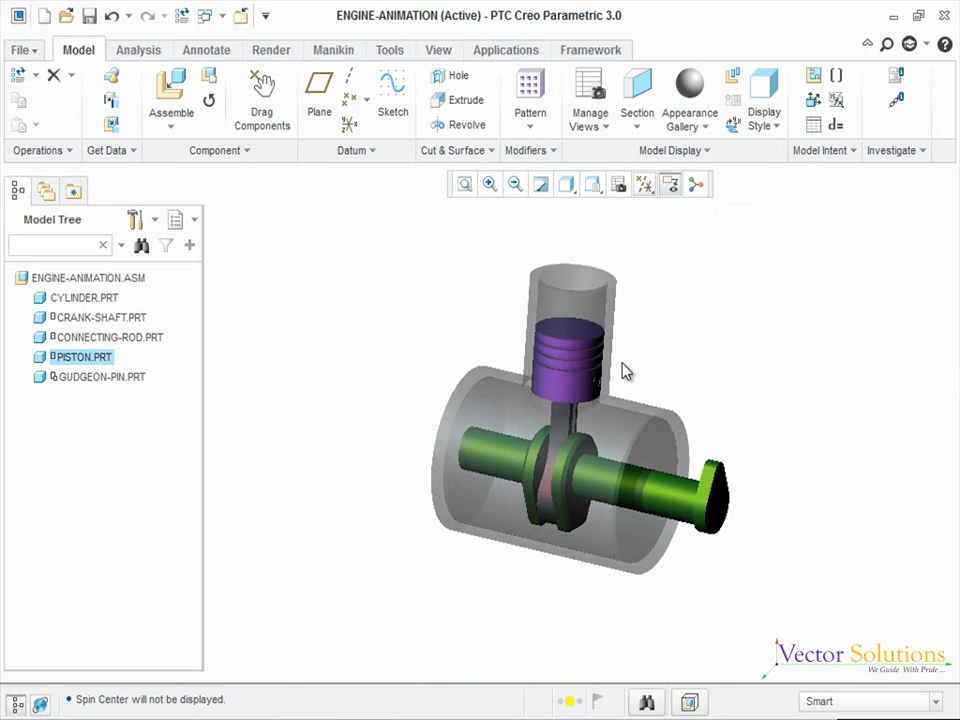 ENGINE-ANIMATION (Active) - PTC Creo Parametric 3.0
File Model Analysis Annotate Render Manikin Tools View Applications Framework
Assemble Drag Components Plane Sketch Hole Extrude Revolve Pattern Manage Views Section Appearance Gallery Display Style
Operations Get Data Component Datum Cut & Surface Modifiers Model Display Model Intent Investigate
Model Tree
ENGINE-ANIMATION.ASM
CYLINDER.PRT
CRANK-SHAFT.PRT
CONNECTING-ROD.PRT
PISTON.PRT
GUDGEON-PIN.PRT
Vector Solutions
We Guide With Pride ...
Spin Center will not be displayed.
Smart